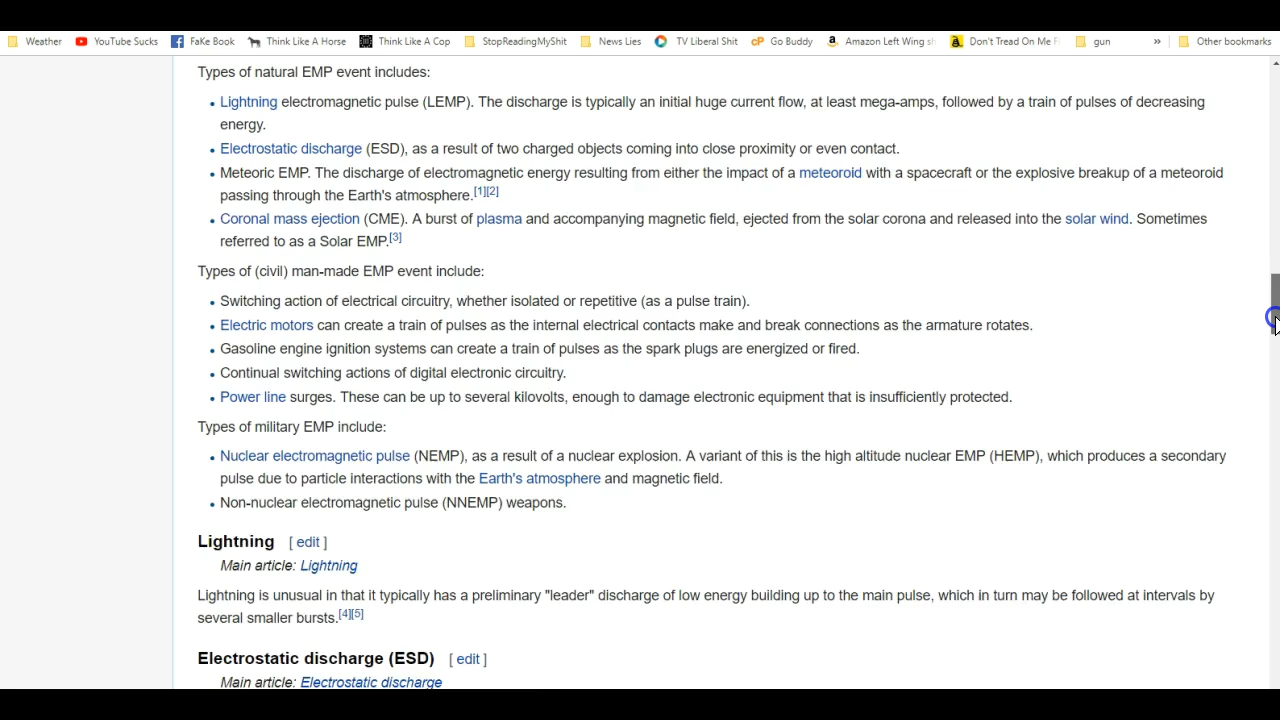 Weather YouTube Sucks FaKe Book Think Like A Horse Think Like A Cop StopReadingMyShit News Lies TV Liberal Shit Go Buddy Amazon Left Wing sh Don't Tread On Me F gun » Other bookmarks
Types of natural EMP event includes:
• Lightning electromagnetic pulse (LEMP). The discharge is typically an initial huge current flow, at least mega-amps, followed by a train of pulses of decreasing
energy.
• Electrostatic discharge (ESD), as a result of two charged objects coming into close proximity or even contact.
• Meteoric EMP. The discharge of electromagnetic energy resulting from either the impact of a meteoroid with a spacecraft or the explosive breakup of a meteoroid
passing through the Earth's atmosphere.[1][2]
• Coronal mass ejection (CME). A burst of plasma and accompanying magnetic field, ejected from the solar corona and released into the solar wind. Sometimes
referred to as a Solar EMP.[3]
Types of (civil) man-made EMP event include:
• Switching action of electrical circuitry, whether isolated or repetitive (as a pulse train).
• Electric motors can create a train of pulses as the internal electrical contacts make and break connections as the armature rotates.
• Gasoline engine ignition systems can create a train of pulses as the spark plugs are energized or fired.
• Continual switching actions of digital electronic circuitry.
• Power line surges. These can be up to several kilovolts, enough to damage electronic equipment that is insufficiently protected.
Types of military EMP include:
• Nuclear electromagnetic pulse (NEMP), as a result of a nuclear explosion. A variant of this is the high altitude nuclear EMP (HEMP), which produces a secondary
pulse due to particle interactions with the Earth's atmosphere and magnetic field.
• Non-nuclear electromagnetic pulse (NNEMP) weapons.
Lightning [ edit ]
Main article: Lightning
Lightning is unusual in that it typically has a preliminary "leader" discharge of low energy building up to the main pulse, which in turn may be followed at intervals by
several smaller bursts.[4][5]
Electrostatic discharge (ESD) [ edit ]
Main article: Electrostatic discharge